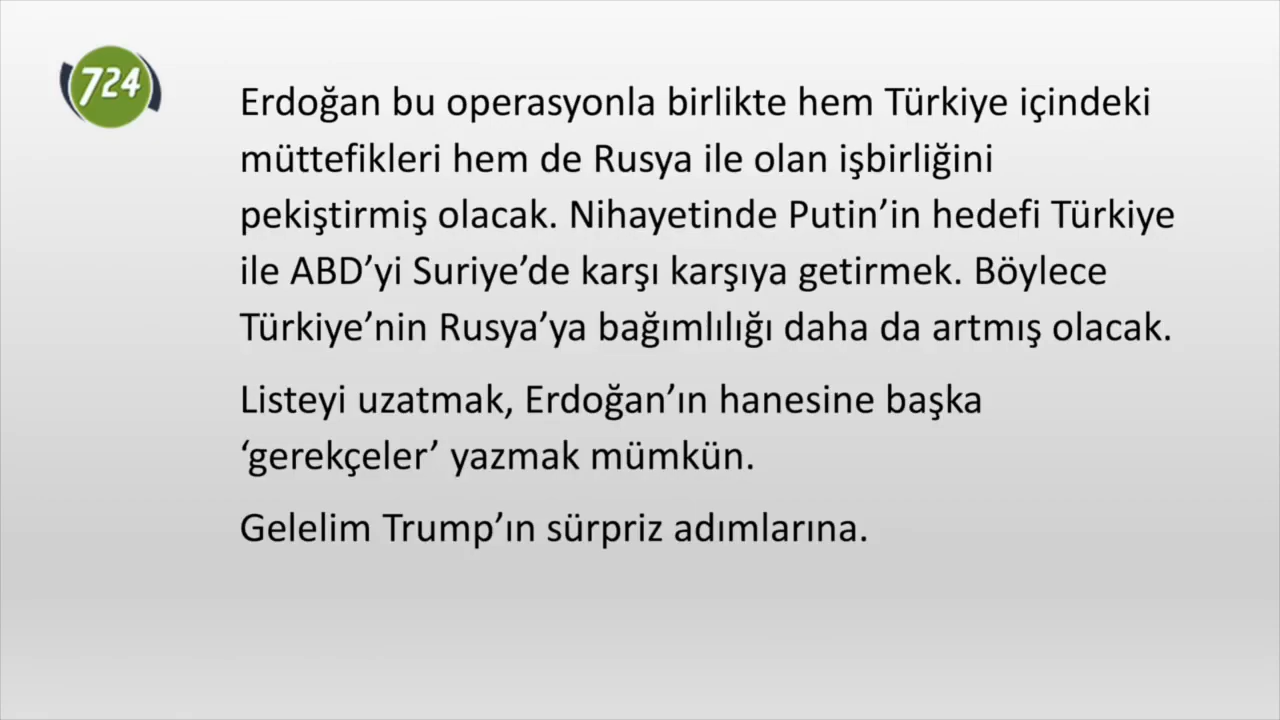 724
Erdoğan bu operasyonla birlikte hem Türkiye içindeki
müttefikleri hem de Rusya ile olan işbirliğini
pekiştirmiş olacak. Nihayetinde Putin’in hedefi Türkiye
ile ABD’yi Suriye’de karşı karşıya getirmek. Böylece
Türkiye’nin Rusya’ya bağımlılığı daha da artmış olacak.
Listeyi uzatmak, Erdoğan’ın hanesine başka
‘gerekçeler’ yazmak mümkün.
Gelelim Trump’ın sürpriz adımlarına.